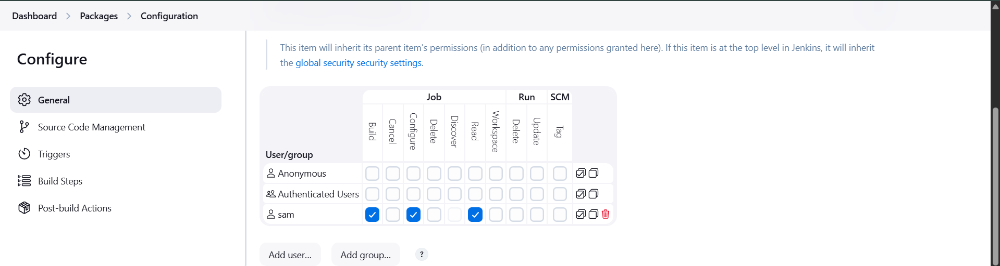 Dashboard > Packages > Configuration
Configure
General
Source Code Management
Triggers
Build Steps
Post-build Actions
This item will inherit its parent item's permissions (in addition to any permissions granted here). If this item is at the top level in Jenkins, it will inherit
the global security security settings.
Job Run SCM
User/group Build Cancel Configure Delete Discover Read Workspace Delete Update Tag
Anonymous
Authenticated Users
sam
Add user... Add group... ?